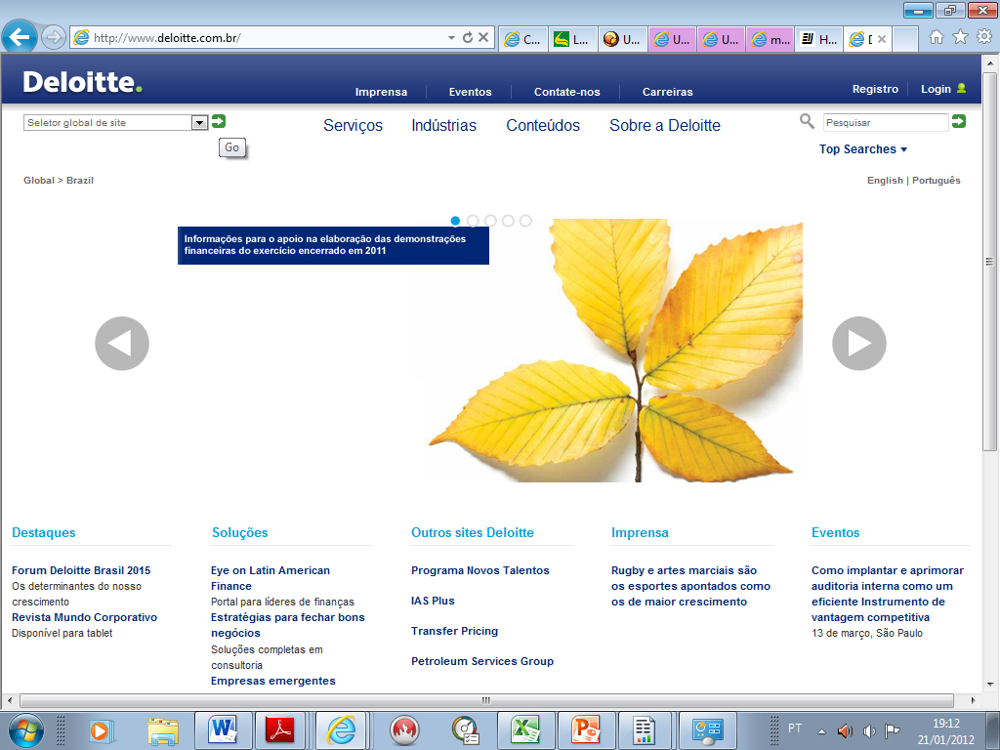 http://www.deloitte.com.br/
C...
L...
U...
U...
U...
m...
H...
Deloitte.
Imprensa
Eventos
Contate-nos
Carreiras
Registro
Login
Seletor global de site
Serviços
Indústrias
Conteúdos
Sobre a Deloitte
Pesquisar
Go
Top Searches
Global > Brazil
English | Português
Informações para o apoio na elaboração das demonstrações
financeiras do exercício encerrado em 2011
Destaques
Forum Deloitte Brasil 2015
Os determinantes do nosso
crescimento
Revista Mundo Corporativo
Disponível para tablet
Soluções
Eye on Latin American
Finance
Portal para líderes de finanças
Estratégias para fechar bons
negócios
Soluções completas em
consultoria
Empresas emergentes
Outros sites Deloitte
Programa Novos Talentos
IAS Plus
Transfer Pricing
Petroleum Services Group
Imprensa
Rugby e artes marciais são
os esportes apontados como
os de maior crescimento
Eventos
Como implantar e aprimorar
auditoria interna como um
eficiente Instrumento de
vantagem competitiva
13 de março, São Paulo
PT
19:12
21/01/2012